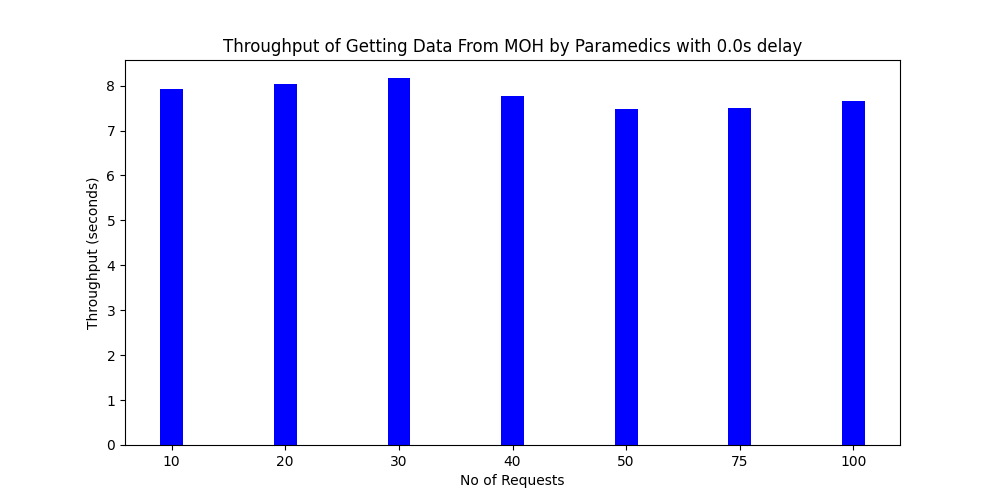 Throughput of Getting Data From MOH by Paramedics with 0.0s delay
Throughput (seconds)
8
7
6
5
4
3
2
1
0
10 20 30 40 50 75 100
No of Requests